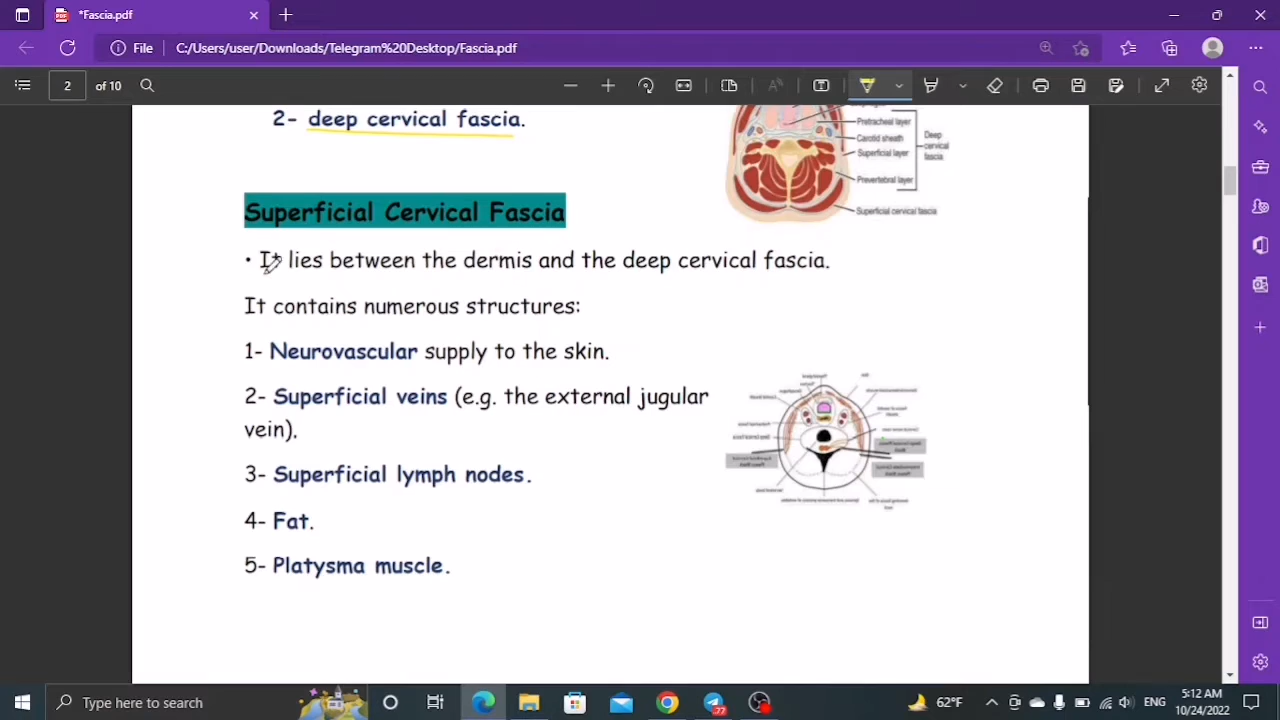 *Fascia.pdf
File
C:/Users/user/Downloads/Telegram%20Desktop/Fascia.pdf
2
of 10
2- deep cervical fascia.
Pretracheal layer
Carotid sheath
Superficial layer
Prevertebral layer
Deep
cervical
fascia
Superficial cervical fascia
Superficial Cervical Fascia
• It lies between the dermis and the deep cervical fascia.
It contains numerous structures:
1- Neurovascular supply to the skin.
2- Superficial veins (e.g. the external jugular
vein).
3- Superficial lymph nodes.
4- Fat.
5- Platysma muscle.
Type here to search
77
62°F
ENG
5:12 AM
10/24/2022